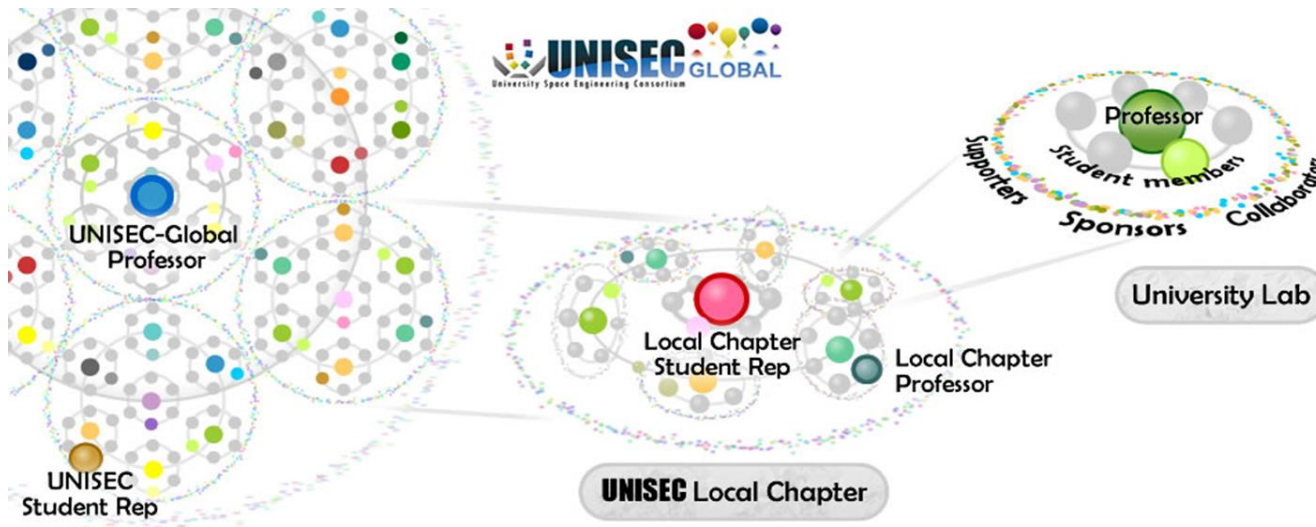 UNISEC GLOBAL
University Space Engineering Consortium
UNISEC-Global
Professor
UNISEC
Student Rep
Local Chapter
Student Rep
Local Chapter
Professor
UNISEC Local Chapter
Professor
Student members
Supporters
Sponsors
Collaborators
University Lab